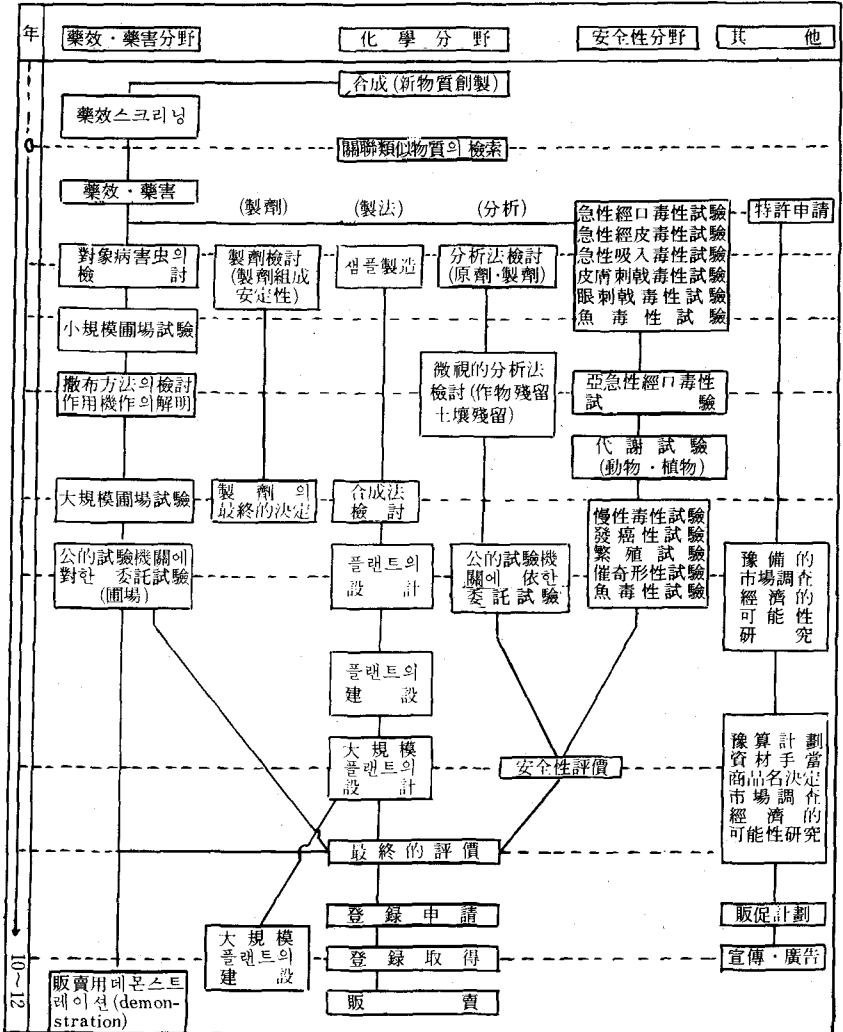 年
藥效·藥害分野
化學分野
安全性分野
其他
合成(新物質創製)
藥效스크리닝
關聯類似物質의 檢索
藥效·藥害
(製劑)
(製法)
(分析)
急性經口毒性試驗
急性經皮毒性試驗
急性吸入毒性試驗
皮膚刺戟毒性試驗
眼刺戟毒性試驗
魚毒性試驗
特許申請
對象病害虫의
檢討
製劑檢討
(製劑組成
安定性)
샘플製造
分析法檢討
(原劑·製劑)
小規模圃場試驗
撒布方法의檢討
作用機作의解明
微視的分析法
檢討(作物殘留
土壤殘留)
亞急性經口毒性
試驗
代謝試驗
(動物·植物)
大規模圃場試驗
製劑의
最終的決定
合成法
檢討
慢性毒性試驗
發癌性試驗
繁殖試驗
催奇形性試驗
魚毒性試驗
公的試驗機關에
對한 委託試驗
(圃場)
플랜트의
設計
公的試驗機
關에 依한
委託試驗
豫備的
市場調査
經濟的
可能性
研究
플랜트의
建設
大規模
플랜트의
設計
安全性評價
豫算計劃
資材手當
商品名決定
市場調査
經濟的
可能性研究
最終的評價
登錄申請
販促計劃
大規模
플랜트의
建設
登錄取得
宣傳·廣告
10~12
販賣用데몬스트
레이션(demon-
stration)
販賣